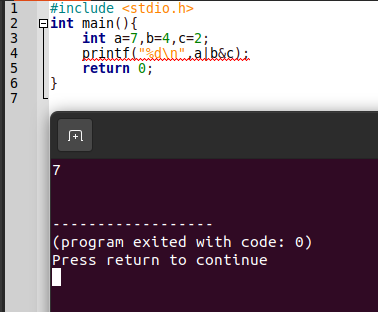 1 #include <stdio.h>
2 int main(){
3 int a=7,b=4,c=2;
4 printf("%d\n",a|b&c);
5 return 0;
6 }
7
7
------------------
(program exited with code: 0)
Press return to continue